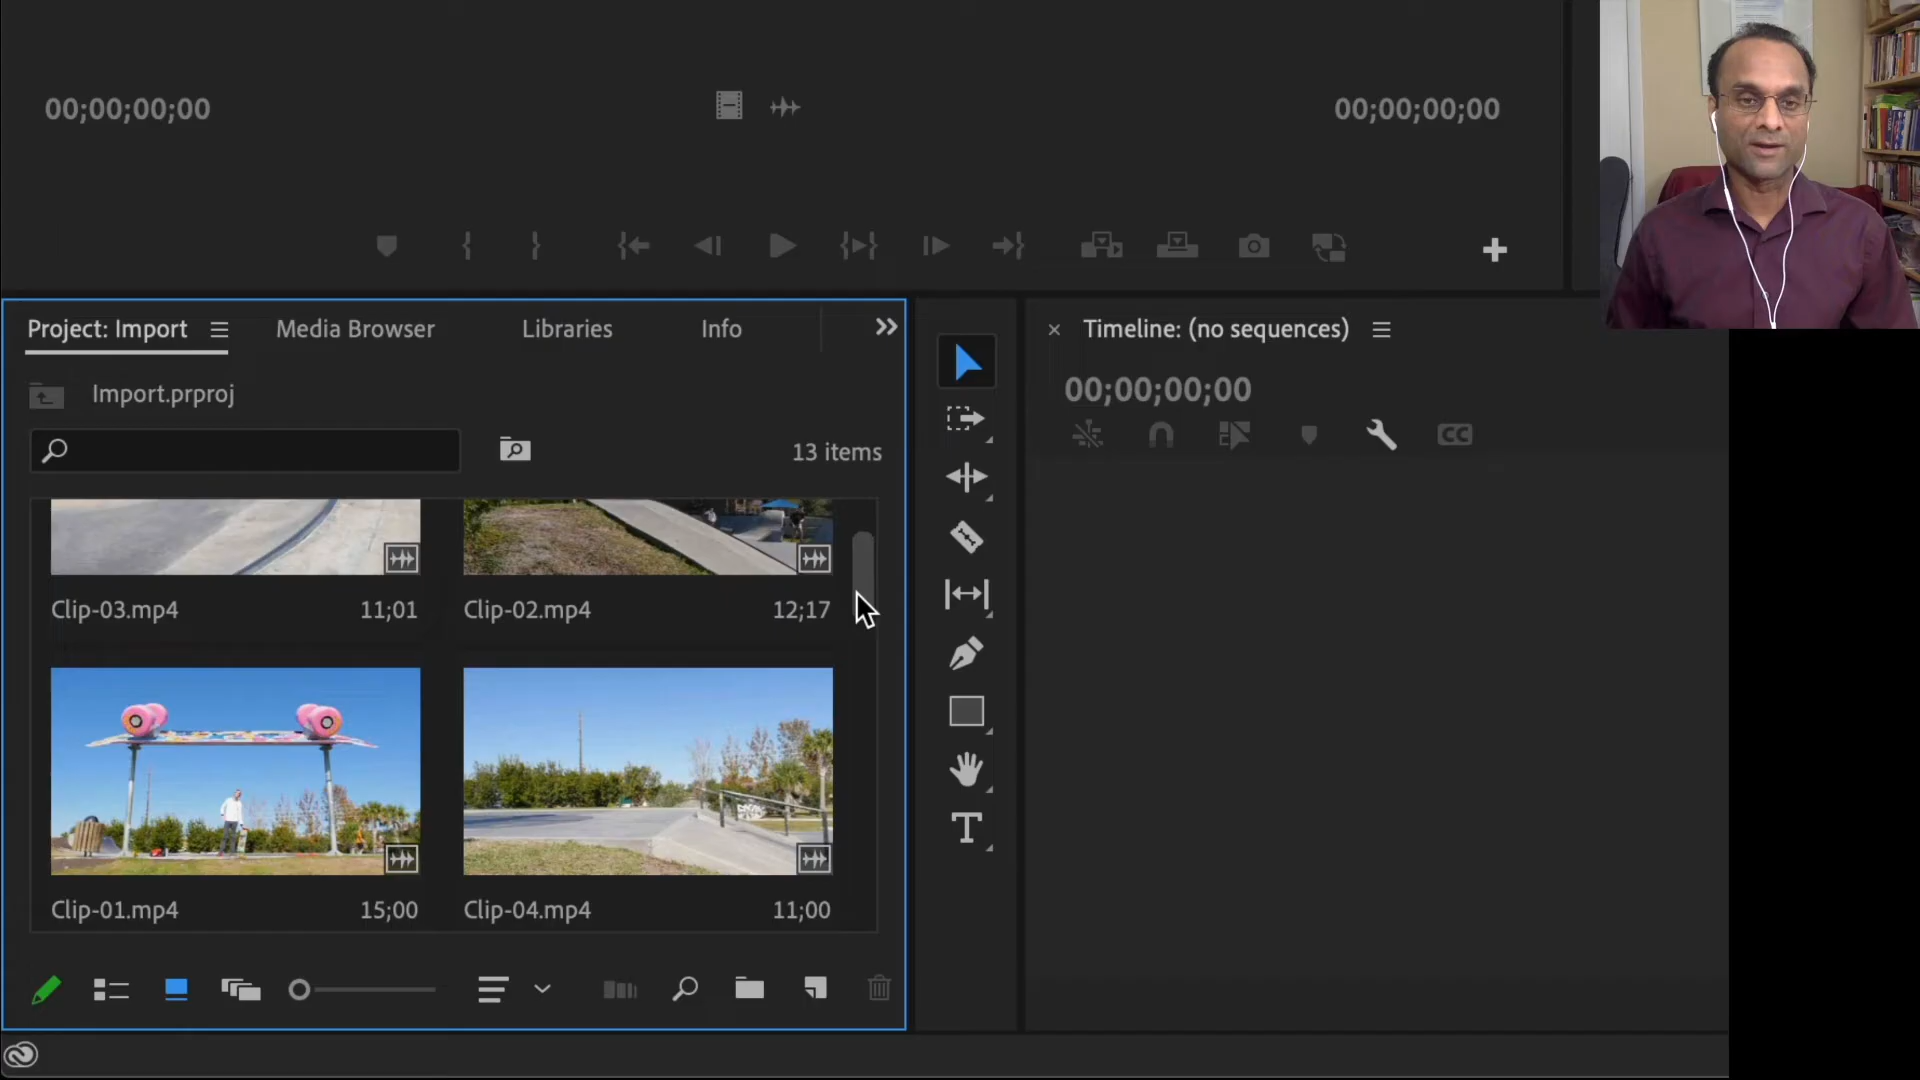 00;00;00;00
00;00;00;00
Project: Import
Media Browser
Libraries
Info
Timeline: (no sequences)
Import.prproj
00;00;00;00
13 items
CC
Clip-03.mp4 11;01
Clip-02.mp4 12;17
Clip-01.mp4 15;00
Clip-04.mp4 11;00